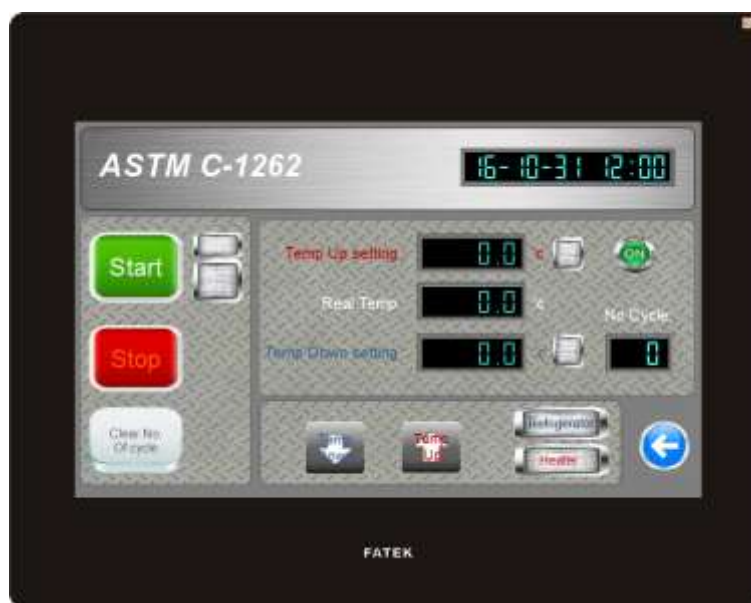 ASTM C-1262
16-10-31 12:00
Start
Temp Up setting 0.0 °c
ON
Real Temp 0.0 c
No Cycle
Stop
Temp Down setting 0.0 c
0
Clear No.
Of cycle
Temp
Up
Refrigerator
Heater
FATEK